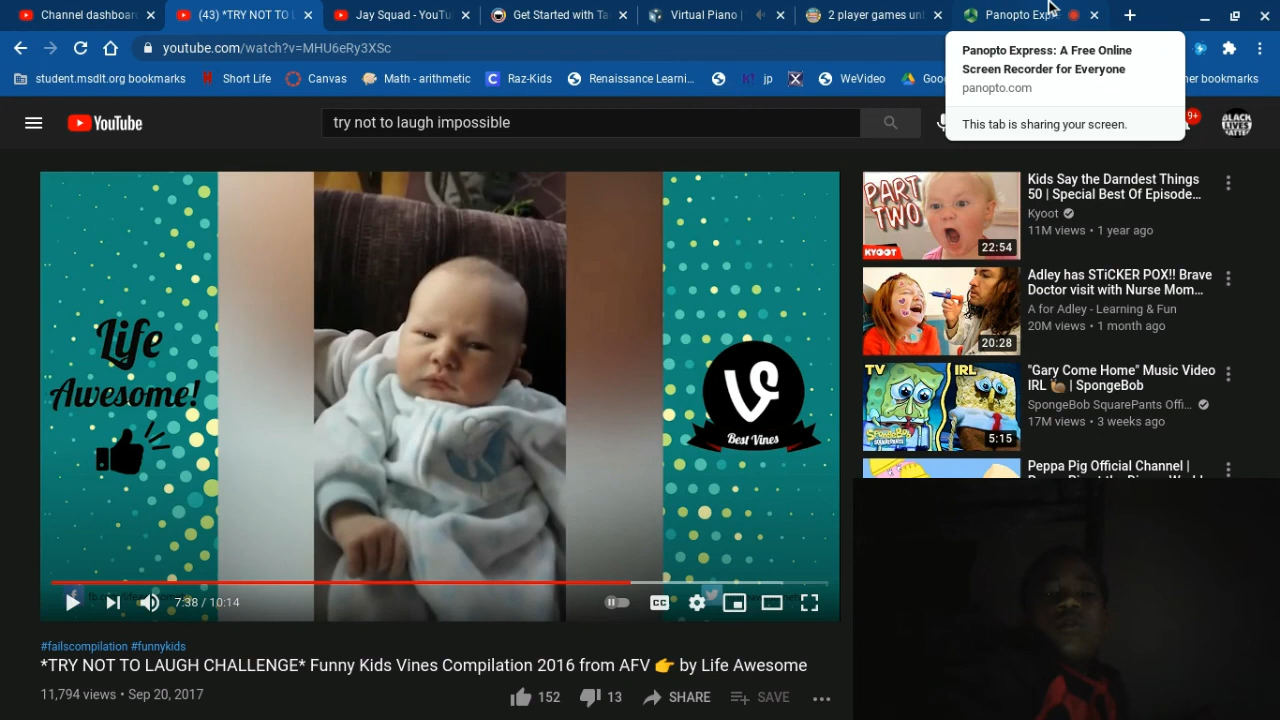 Channel dashboard
(43) *TRY NOT TO L
Jay Squad - YouTu
Get Started with Ta
Virtual Piano |
2 player games unl
Panopto Expre
youtube.com/watch?v=MHU6eRy3XSc
Panopto Express: A Free Online
Screen Recorder for Everyone
panopto.com
This tab is sharing your screen.
student.msdlt.org bookmarks
Short Life
Canvas
Math - arithmetic
Raz-Kids
Renaissance Learni...
jp
WeVideo
Goo
her bookmarks
YouTube
try not to laugh impossible
9+
BLACK
LIVES
MATTER
Life
Awesome!
Best Vines
7:38 / 10:14
CC
PART
TWO
KYOOT
22:54
Kids Say the Darndest Things
50 | Special Best Of Episode...
Kyoot
11M views • 1 year ago
20:28
Adley has STiCKER POX!! Brave
Doctor visit with Nurse Mom...
A for Adley - Learning & Fun
20M views • 1 month ago
TV
IRL
SpongeBob
5:15
"Gary Come Home" Music Video
IRL 🐌 | SpongeBob
SpongeBob SquarePants Offi...
17M views • 3 weeks ago
Peppa Pig Official Channel |
#failscompilation #funnykids
*TRY NOT TO LAUGH CHALLENGE* Funny Kids Vines Compilation 2016 from AFV 👉 by Life Awesome
11,794 views • Sep 20, 2017
152
13
SHARE
SAVE